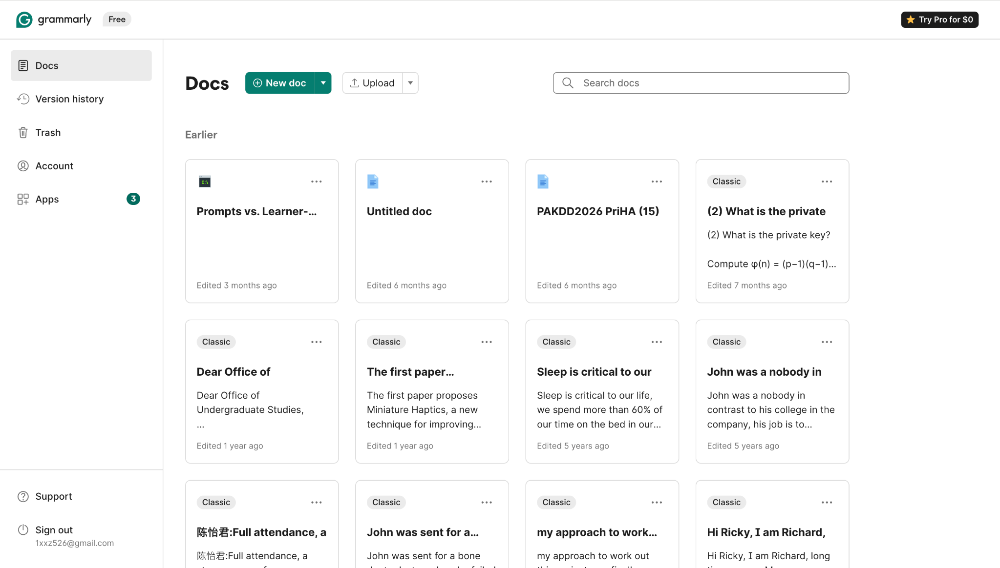 grammarly Free
Try Pro for $0
Docs
Version history
Trash
Account
Apps 3
Support
Sign out
1xxz526@gmail.com
Docs New doc Upload Search docs
Earlier
C:\
Prompts vs. Learner-...
Edited 3 months ago
Untitled doc
Edited 6 months ago
PAKDD2026 PriHA (15)
Edited 6 months ago
Classic
(2) What is the private
(2) What is the private key?
Compute φ(n) = (p−1)(q−1)...
Edited 7 months ago
Classic
Dear Office of
Dear Office of
Undergraduate Studies,
...
Edited 1 year ago
Classic
The first paper...
The first paper proposes
Miniature Haptics, a new
technique for improving...
Edited 1 year ago
Classic
Sleep is critical to our
Sleep is critical to our life,
we spend more than 60% of
our time on the bed in our...
Edited 5 years ago
Classic
John was a nobody in
John was a nobody in
contrast to his college in the
company, his job is to...
Edited 5 years ago
Classic
陈怡君:Full attendance, a
陈怡君:Full attendance, a
Classic
John was sent for a...
John was sent for a bone
Classic
my approach to work...
my approach to work out
Classic
Hi Ricky, I am Richard,
Hi Ricky, I am Richard, long